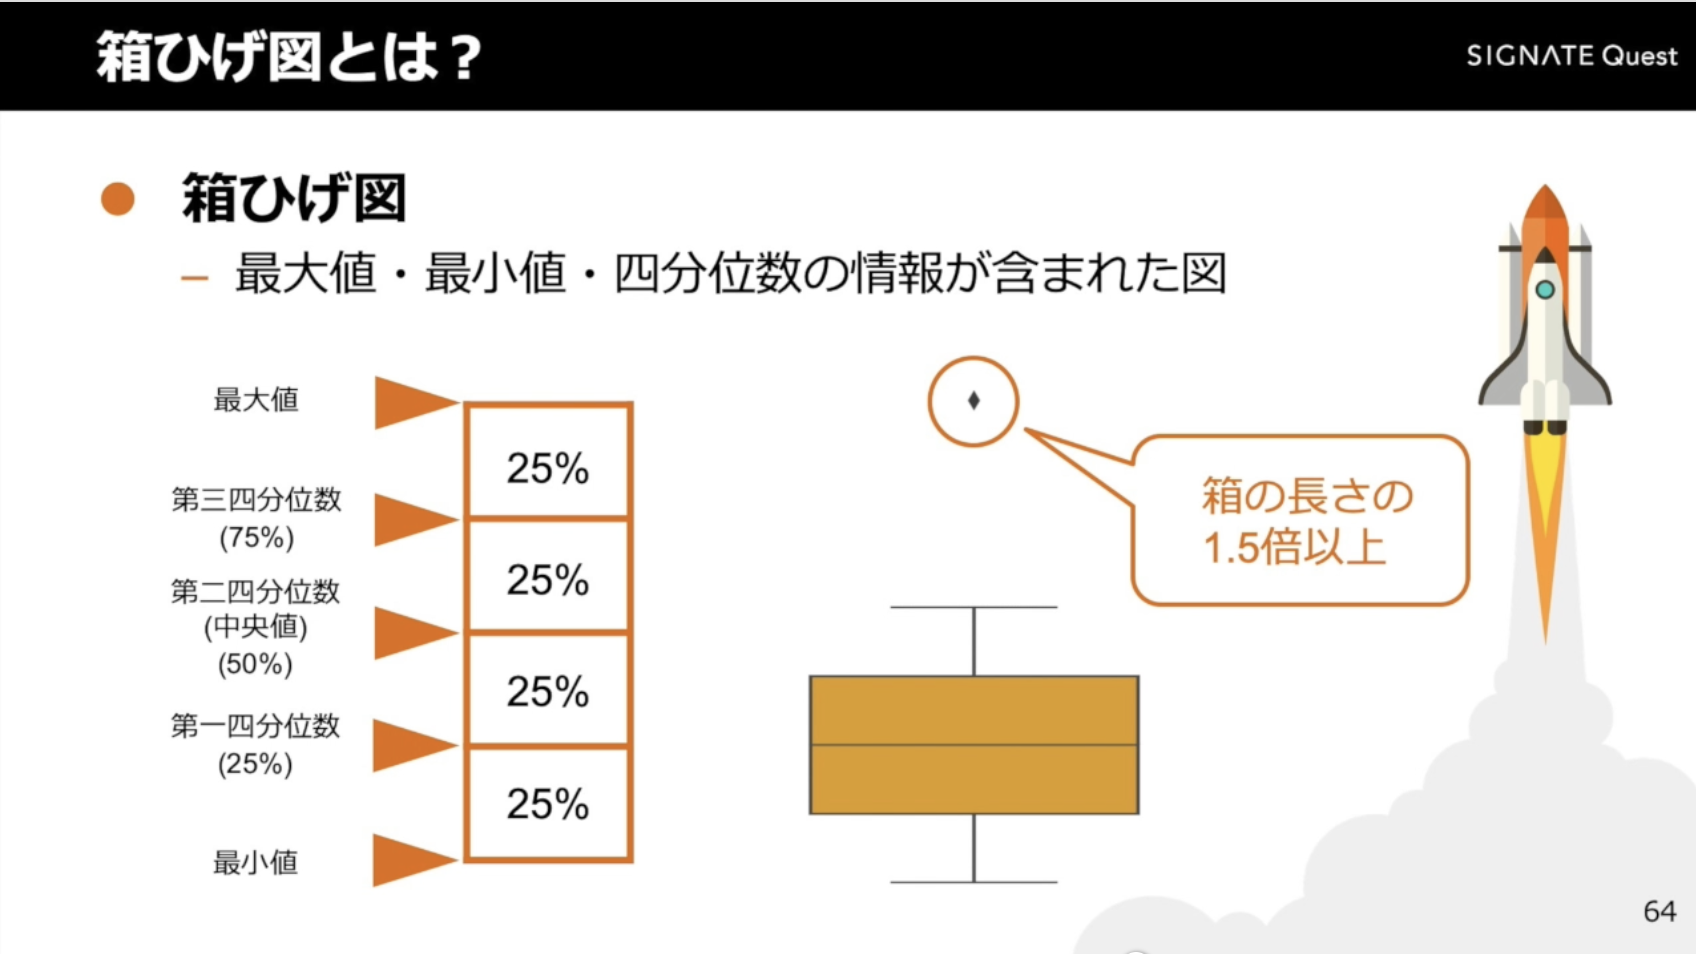 箱ひげ図とは？
SIGNATE Quest
箱ひげ図
– 最大値・最小値・四分位数の情報が含まれた図
最大値
第三四分位数
(75%)
第二四分位数
(中央値)
(50%)
第一四分位数
(25%)
最小値
25%
25%
25%
25%
箱の長さの
1.5倍以上
64